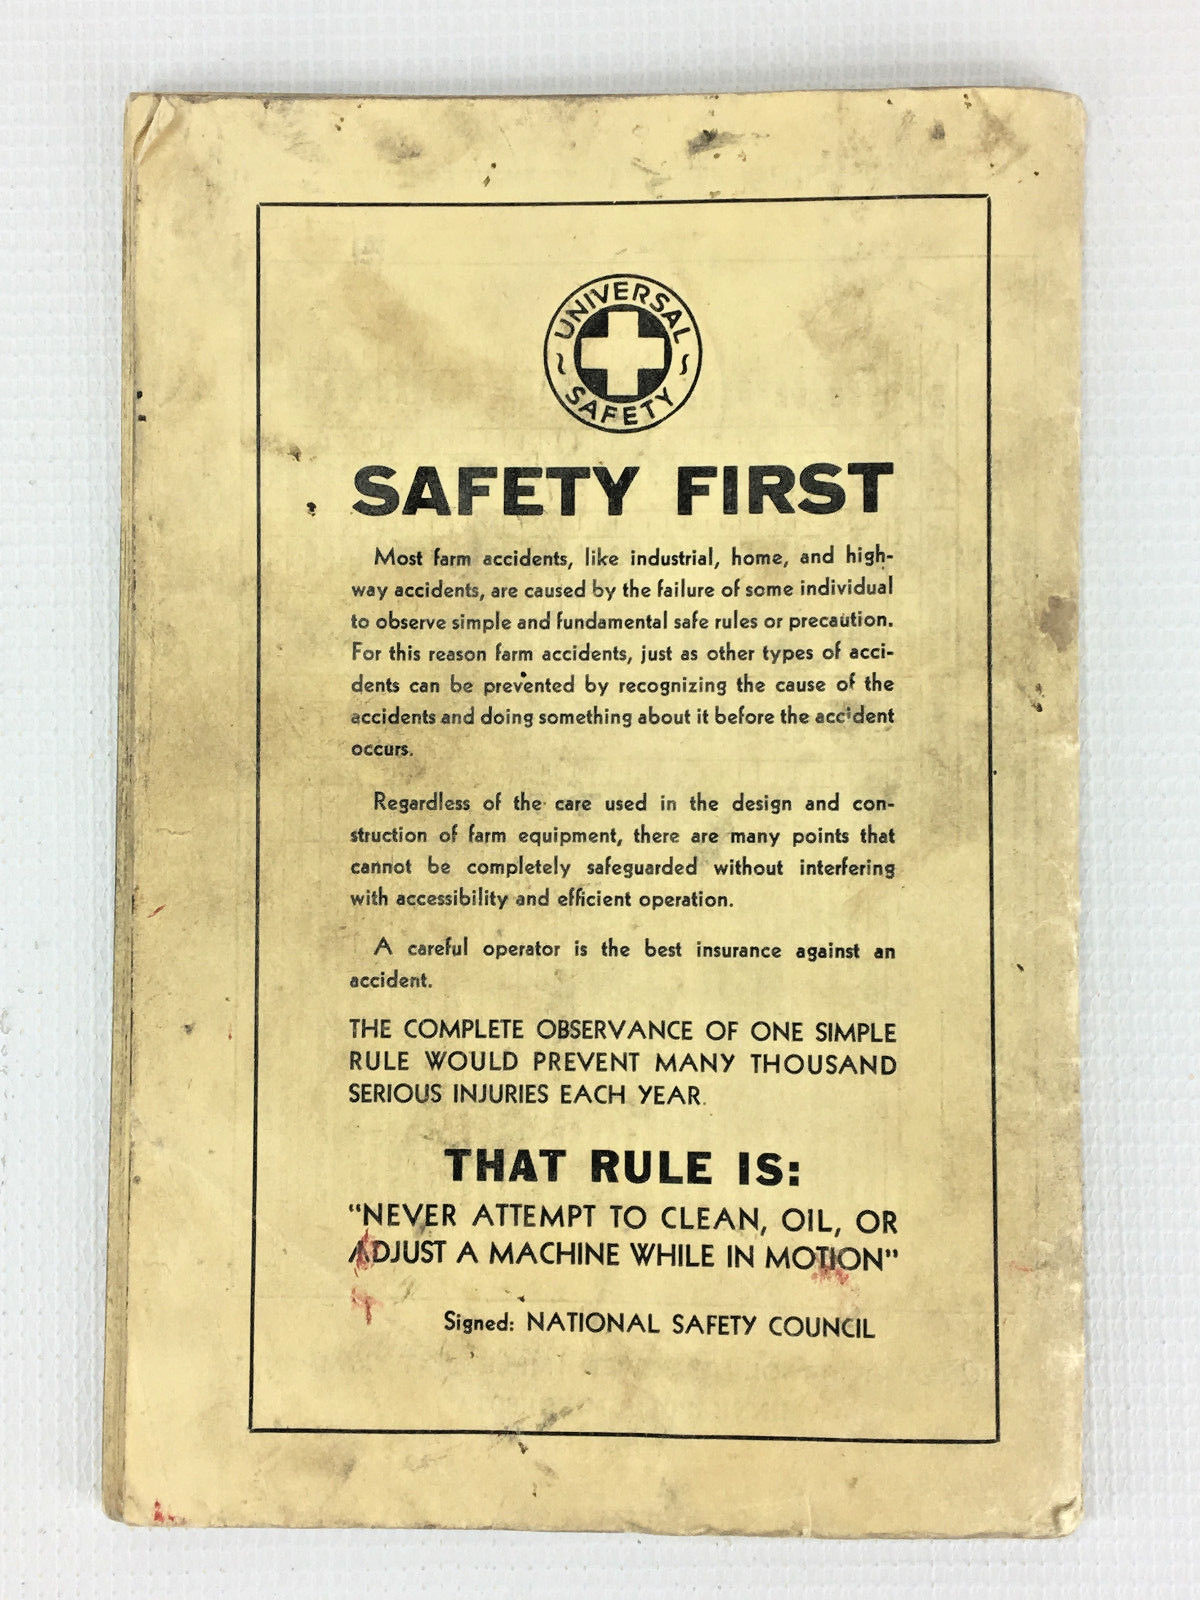 UNIVERSAL
SAFETY
SAFETY FIRST
Most farm accidents, like industrial, home, and high-
way accidents, are caused by the failure of some individual
to observe simple and fundamental safe rules or precaution.
For this reason farm accidents, just as other types of acci-
dents can be prevented by recognizing the cause of the
accidents and doing something about it before the accident
occurs.
Regardless of the care used in the design and con-
struction of farm equipment, there are many points that
cannot be completely safeguarded without interfering
with accessibility and efficient operation.
A careful operator is the best insurance against an
accident.
THE COMPLETE OBSERVANCE OF ONE SIMPLE
RULE WOULD PREVENT MANY THOUSAND
SERIOUS INJURIES EACH YEAR.
THAT RULE IS:
"NEVER ATTEMPT TO CLEAN, OIL, OR
ADJUST A MACHINE WHILE IN MOTION"
Signed: NATIONAL SAFETY COUNCIL